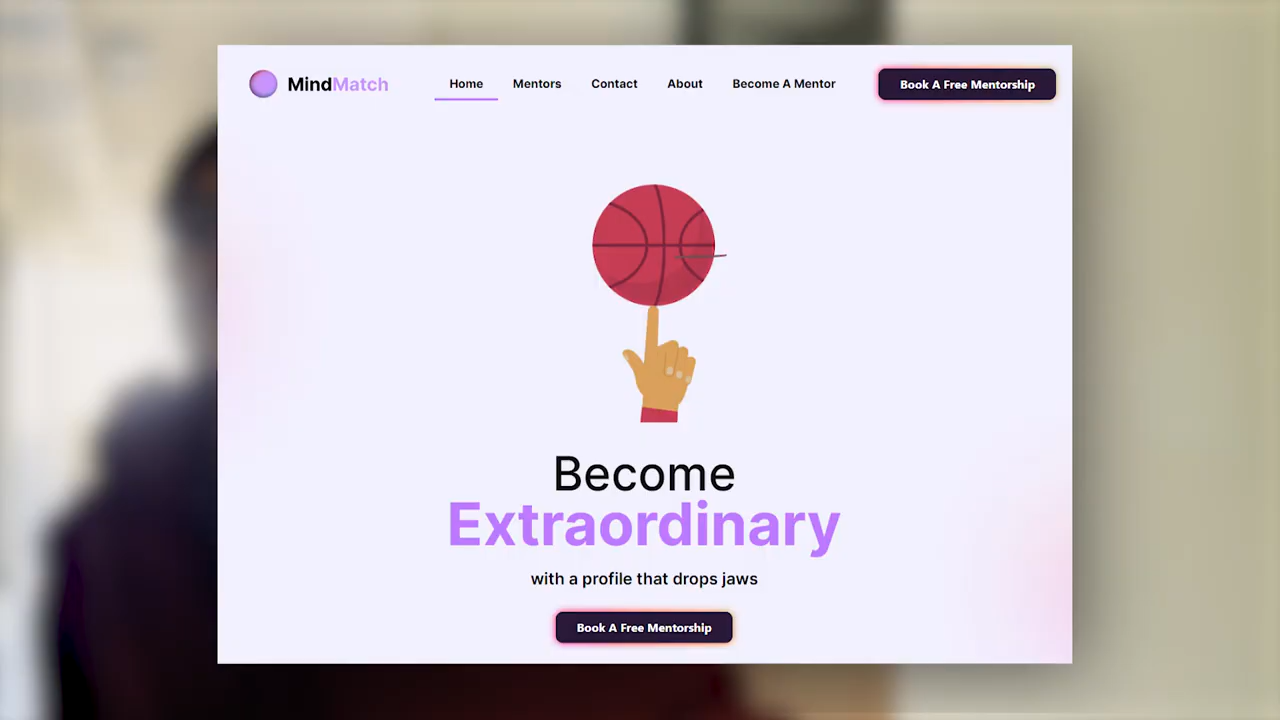 MindMatch
Home Mentors Contact About Become A Mentor Book A Free Mentorship
Become
Extraordinary
with a profile that drops jaws
Book A Free Mentorship